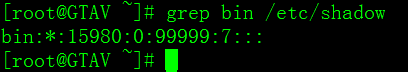 [root@GTAV ~]# grep bin /etc/shadow
bin:*:15980:0:99999:7:::
[root@GTAV ~]#